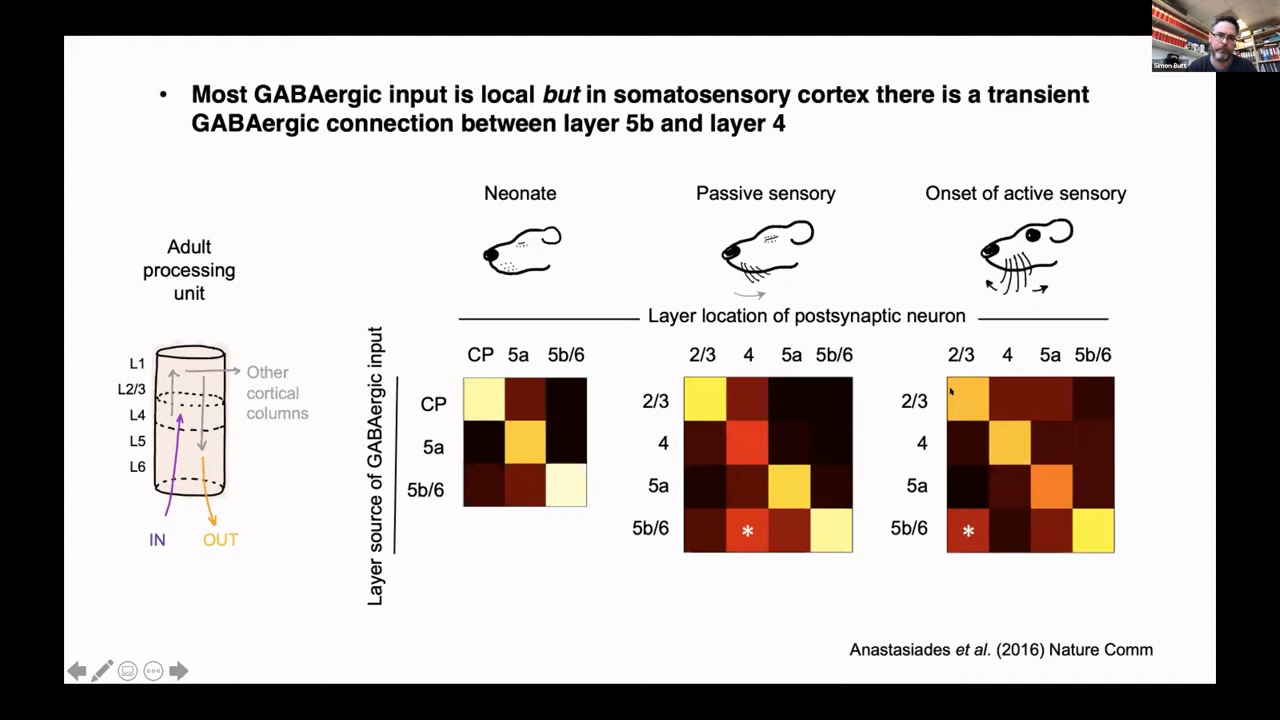 Simon Butt
• Most GABAergic input is local but in somatosensory cortex there is a transient
GABAergic connection between layer 5b and layer 4
Neonate
Passive sensory
Onset of active sensory
Adult
processing
unit
L1
L2/3
L4
L5
L6
Other
cortical
columns
IN
OUT
Layer location of postsynaptic neuron
Layer source of GABAergic input
CP 5a 5b/6
CP
5a
5b/6
2/3 4 5a 5b/6
2/3
4
5a
5b/6
*
2/3 4 5a 5b/6
2/3
4
5a
5b/6
*
Anastasiades et al. (2016) Nature Comm